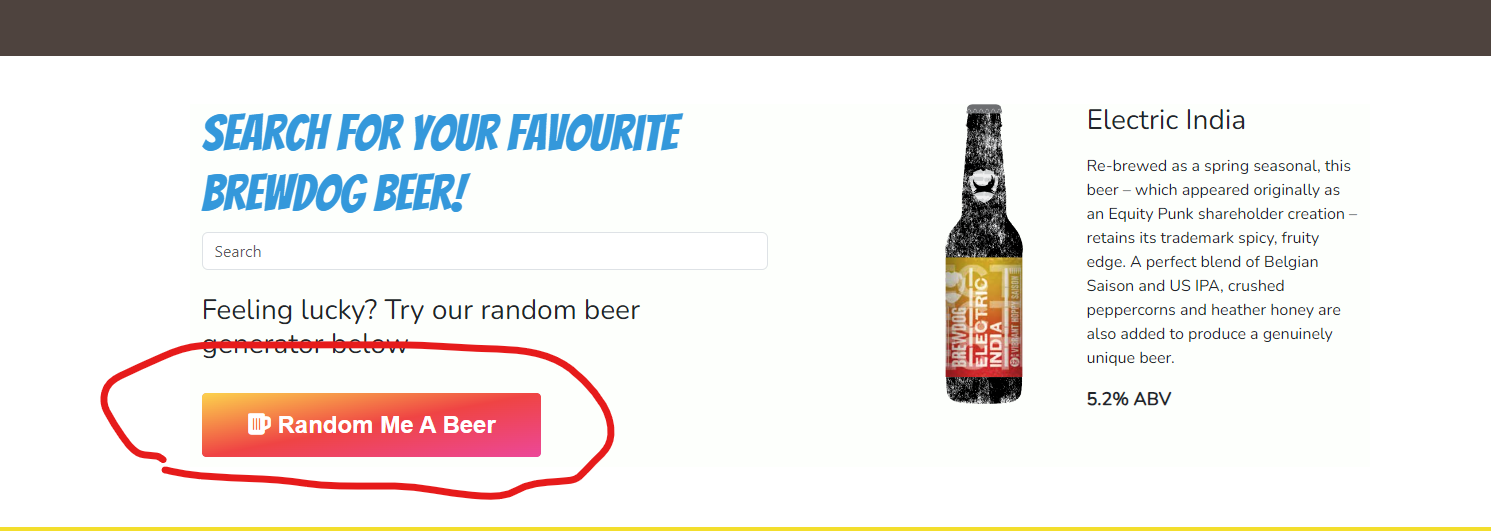 SEARCH FOR YOUR FAVOURITE
BREWDOG BEER!
Search
Feeling lucky? Try our random beer
generator below
Random Me A Beer
BREWDOG
ELECTRIC
INDIA
Electric India
Re-brewed as a spring seasonal, this
beer – which appeared originally as
an Equity Punk shareholder creation –
retains its trademark spicy, fruity
edge. A perfect blend of Belgian
Saison and US IPA, crushed
peppercorns and heather honey are
also added to produce a genuinely
unique beer.
5.2% ABV